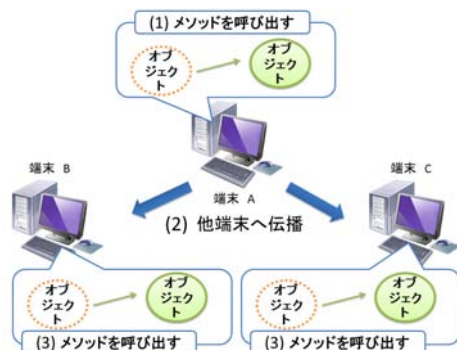 (1) メソッドを呼び出す
オブ
ジェク
ト
オブ
ジェク
ト
端末 B
端末 A
端末 C
(2) 他端末へ伝播
オブ
ジェク
ト
オブ
ジェク
ト
(3) メソッドを呼び出す
オブ
ジェク
ト
オブ
ジェク
ト
(3) メソッドを呼び出す